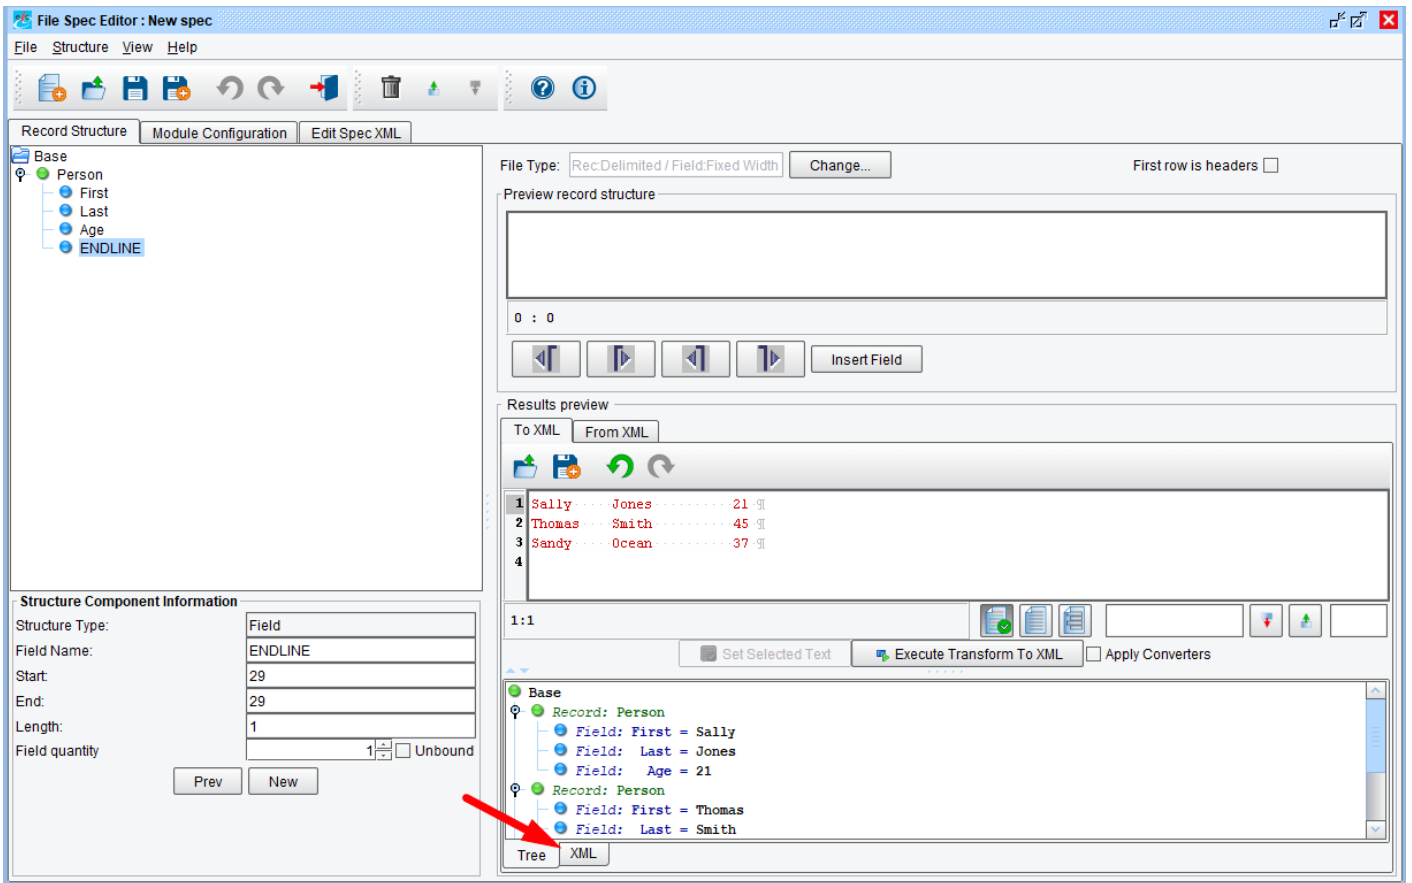 File Spec Editor : New spec
File Structure View Help
Record Structure Module Configuration Edit Spec XML
Base
Person
First
Last
Age
ENDLINE
Structure Component Information
Structure Type: Field
Field Name: ENDLINE
Start: 29
End: 29
Length: 1
Field quantity 1 Unbound
Prev New
File Type: Rec:Delimited / Field:Fixed Width Change... First row is headers
Preview record structure
0 : 0
Insert Field
Results preview
To XML From XML
1 Sally Jones 21 ¶
2 Thomas Smith 45 ¶
3 Sandy Ocean 37 ¶
4
1:1
Set Selected Text Execute Transform To XML Apply Converters
Base
Record: Person
Field: First = Sally
Field: Last = Jones
Field: Age = 21
Record: Person
Field: First = Thomas
Field: Last = Smith
Tree XML